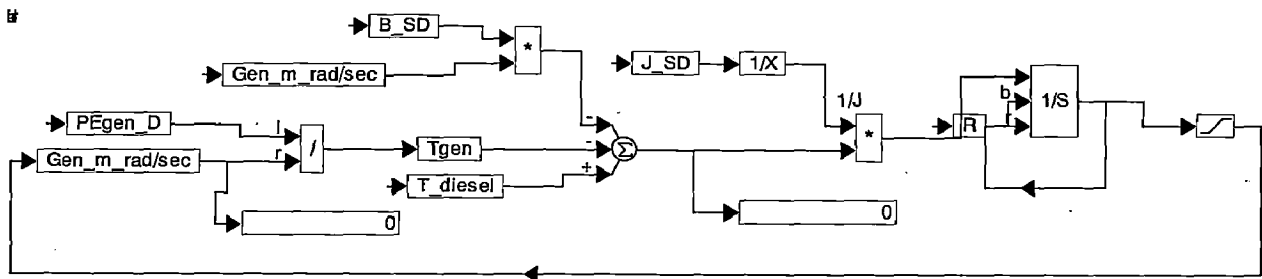 B_SD
*
Gen_m_rad/sec
J_SD
1/X
b
1/S
1/J
R
r
PEgen_D
l
-
*
Gen_m_rad/sec
r
/
Tgen
-
Σ
+
T_diesel
0
0